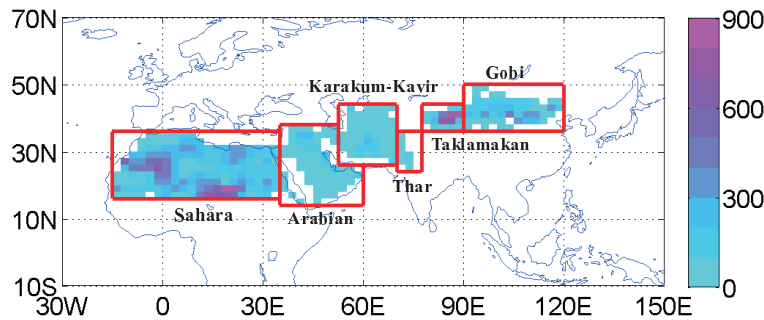 70N
900
Gobi
50N
Karakum-Kavir
600
Taklamakan
30N
Thar
300
Sahara
Arabian
10N
10S
0
30W
0
30E
60E
90E
120E
150E